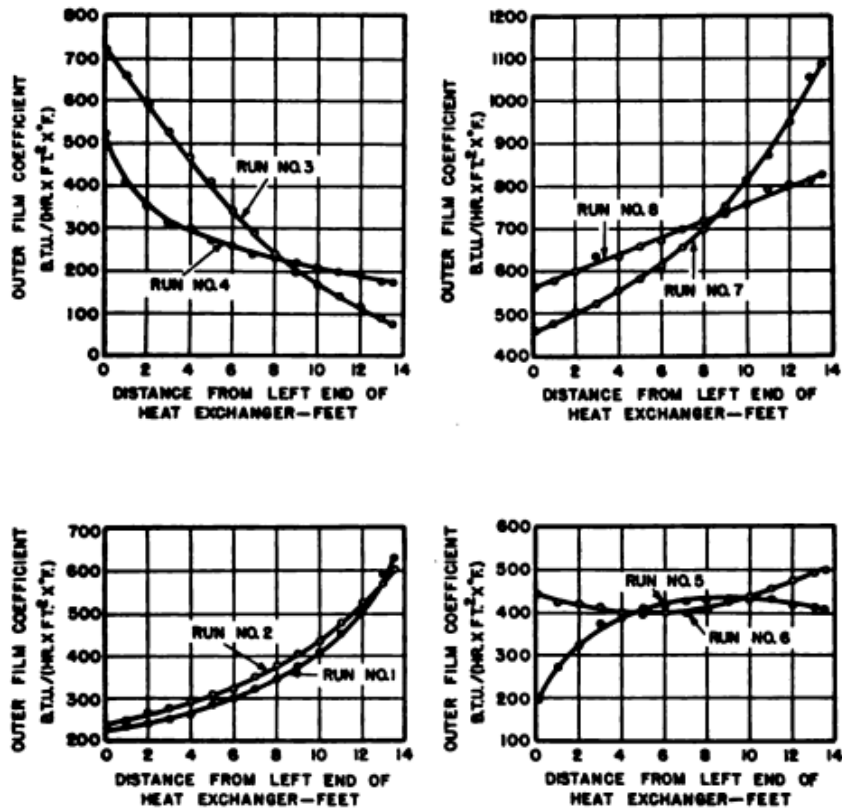 OUTER FILM COEFFICIENT
B.T.U./(HR.X FT.² X °F.)
700
600
500
400
300
200
100
0
RUN NO.3
RUN NO.4
0 2 4 6 8 10 12 14
DISTANCE FROM LEFT END OF
HEAT EXCHANGER—FEET
OUTER FILM COEFFICIENT
B.T.U./(HR.X FT.² X °F.)
1100
1000
900
800
700
600
500
400
RUN NO. 8
RUN NO. 7
0 2 4 6 8 10 12 14
DISTANCE FROM LEFT END OF
HEAT EXCHANGER—FEET
OUTER FILM COEFFICIENT
B.T.U./(HR.X FT.² X °F.)
700
600
500
400
300
200
RUN NO. 2
RUN NO.1
0 2 4 6 8 10 12 14
DISTANCE FROM LEFT END OF
HEAT EXCHANGER—FEET
OUTER FILM COEFFICIENT
B.T.U./(HR.X FT.² X °F.)
500
400
300
200
100
RUN NO. 5
RUN NO. 6
0 2 4 6 8 10 12 14
DISTANCE FROM LEFT END OF
HEAT EXCHANGER—FEET